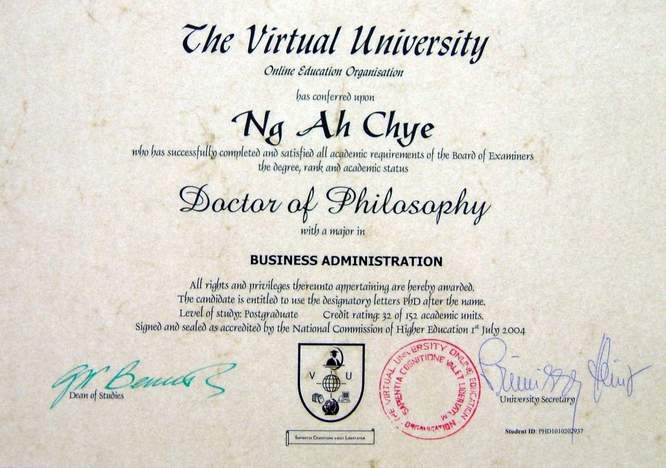 The Virtual University
Online Education Organisation
has conferred upon
Ng Ah Chye
who has successfully completed and satisfied all academic requirements of the Board of Examiners
the degree, rank and academic status
Doctor of Philosophy
with a major in
BUSINESS ADMINISTRATION
All rights and privileges thereunto appertaining are hereby awarded.
The candidate is entitled to use the designatory letters PhD after the name.
Level of study: Postgraduate Credit rating: 32 of 152 academic units.
Signed and sealed as accredited by the National Commission of Higher Education 1st July 2004
Dean of Studies
V U
THE VIRTUAL UNIVERSITY ONLINE EDUCATION ORGANISATION
SAPIENTIA COGNITIONE VALET LIBERATUM
University Secretary
Student ID: PHD1010202937